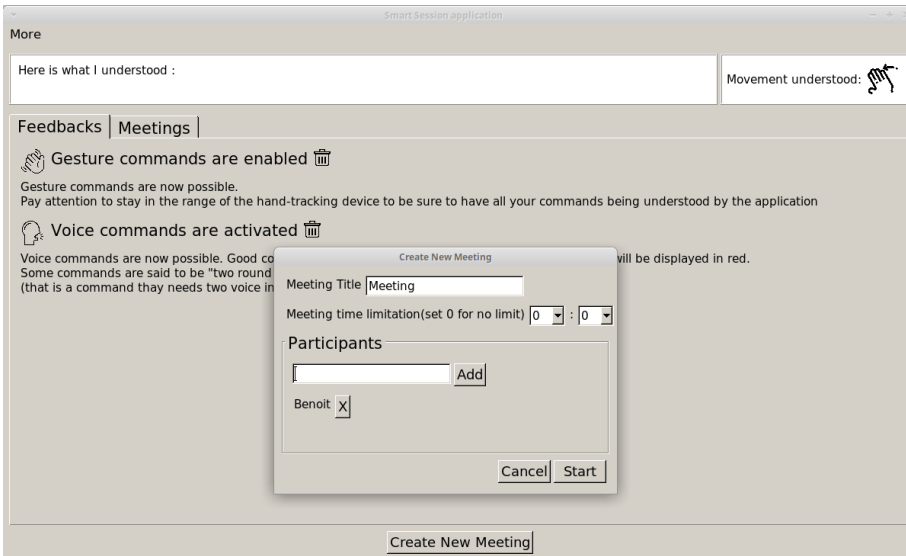 Smart Session application
More
Here is what I understood :
Movement understood:
Feedbacks
Meetings
Gesture commands are enabled
Gesture commands are now possible.
Pay attention to stay in the range of the hand-tracking device to be sure to have all your commands being understood by the application
Voice commands are activated
Voice commands are now possible. Good co
will be displayed in red.
Some commands are said to be "two round
(that is a command thay needs two voice in
Create New Meeting
Meeting Title Meeting
Meeting time limitation(set 0 for no limit) 0 : 0
Participants
Add
Benoit X
Cancel Start
Create New Meeting